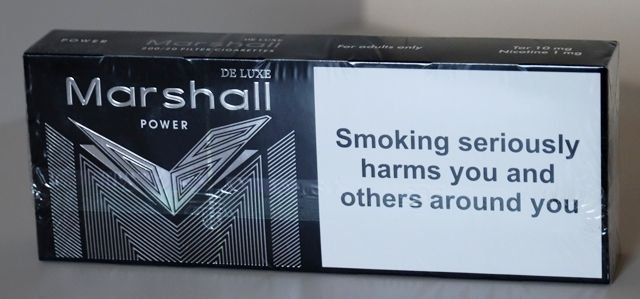 POWER
DE LUXE
Marshall
200/20 FILTER CIGARETTES
For adults only
Tar 10 mg
Nicotine 1 mg
DE LUXE
Marshall
POWER
Smoking seriously
harms you and
others around you